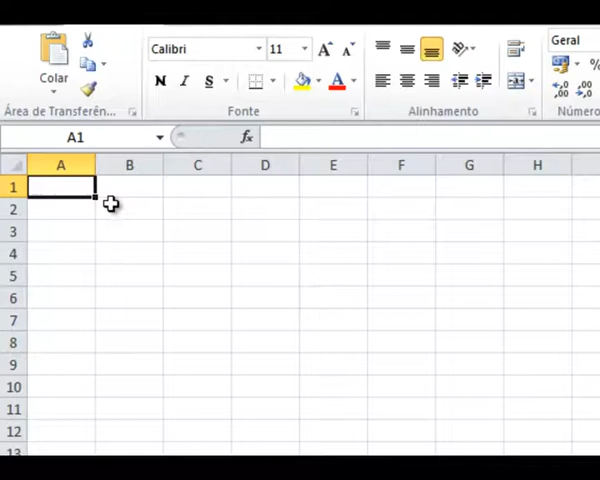 Calibri 11 A A Geral
Colar N I S A %
Área de Transferên... Fonte Alinhamento Número
A1 fx
A B C D E F G H
1
2
3
4
5
6
7
8
9
10
11
12
13